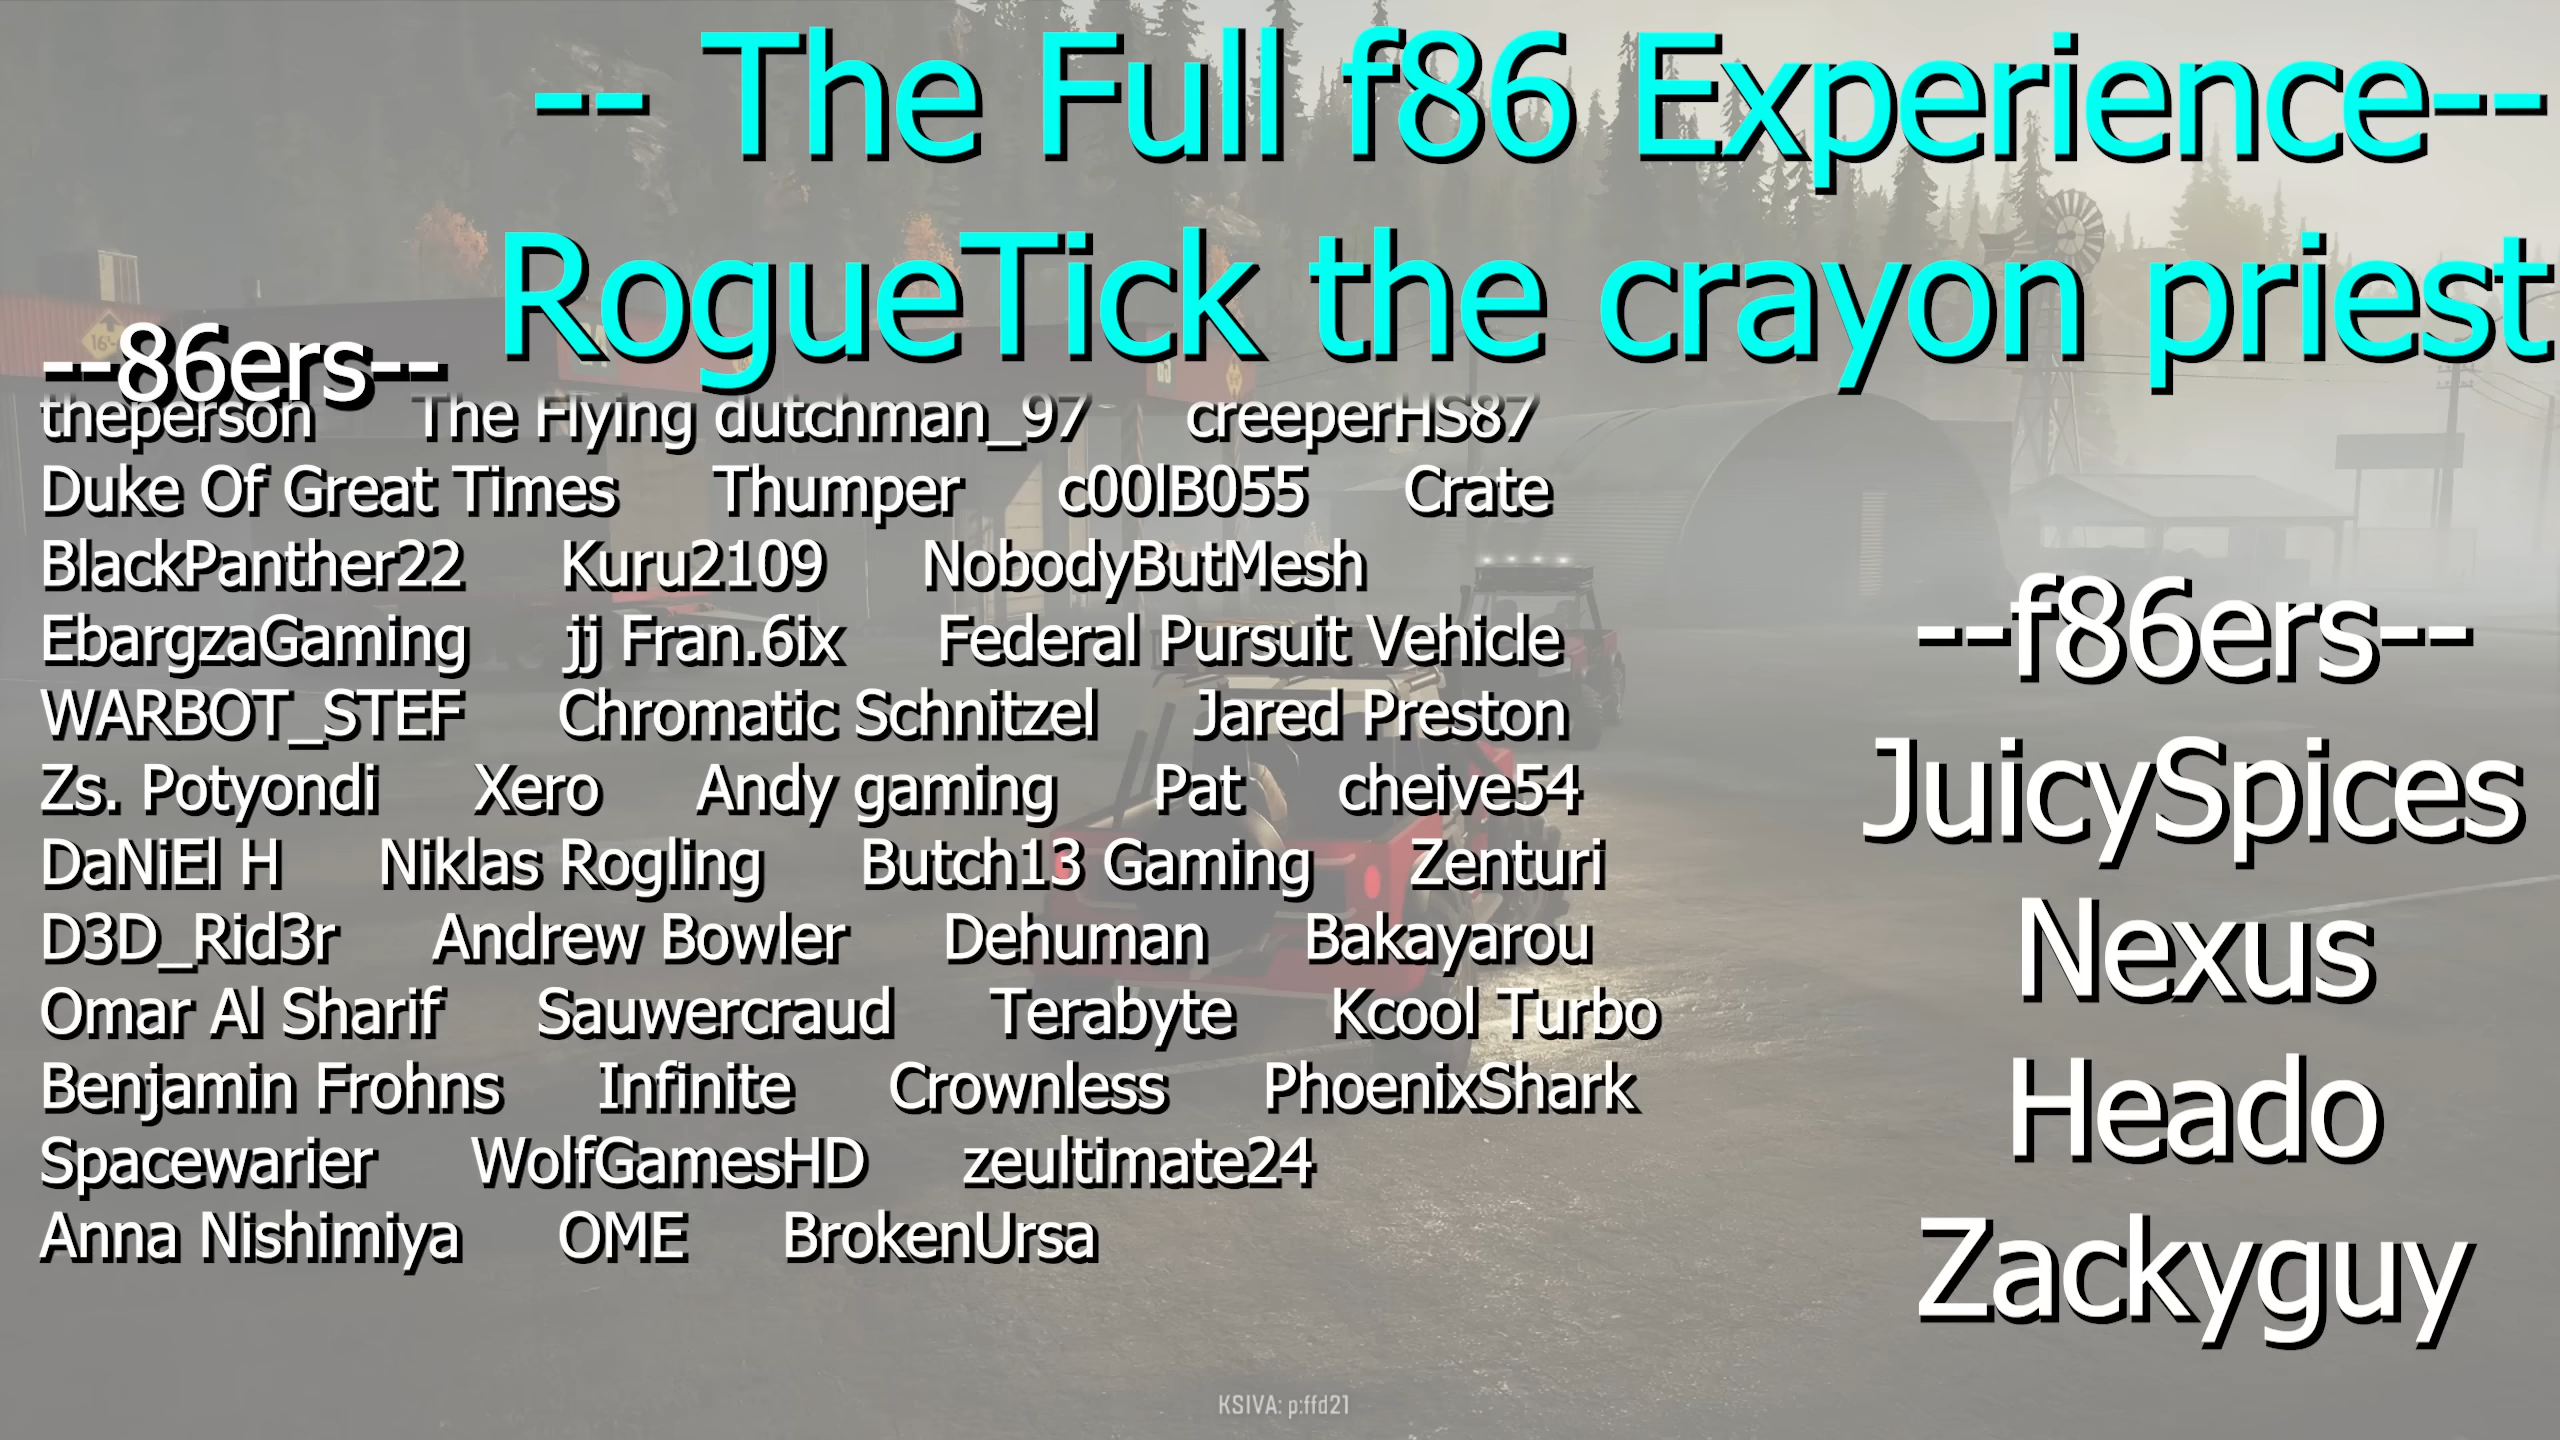 -- The Full f86 Experience--
RogueTick the crayon priest
--86ers--
theperson The Flying dutchman_97 creeperHS87
Duke Of Great Times Thumper c00lB055 Crate
BlackPanther22 Kuru2109 NobodyButMesh
EbargzaGaming jj Fran.6ix Federal Pursuit Vehicle
WARBOT_STEF Chromatic Schnitzel Jared Preston
Zs. Potyondi Xero Andy gaming Pat cheive54
DaNiEl H Niklas Rogling Butch13 Gaming Zenturi
D3D_Rid3r Andrew Bowler Dehuman Bakayarou
Omar Al Sharif Sauwercraud Terabyte Kcool Turbo
Benjamin Frohns Infinite Crownless PhoenixShark
Spacewarier WolfGamesHD zeultimate24
Anna Nishimiya OME BrokenUrsa
--f86ers--
JuicySpices
Nexus
Heado
Zackyguy
KSIVA: p:ffd21